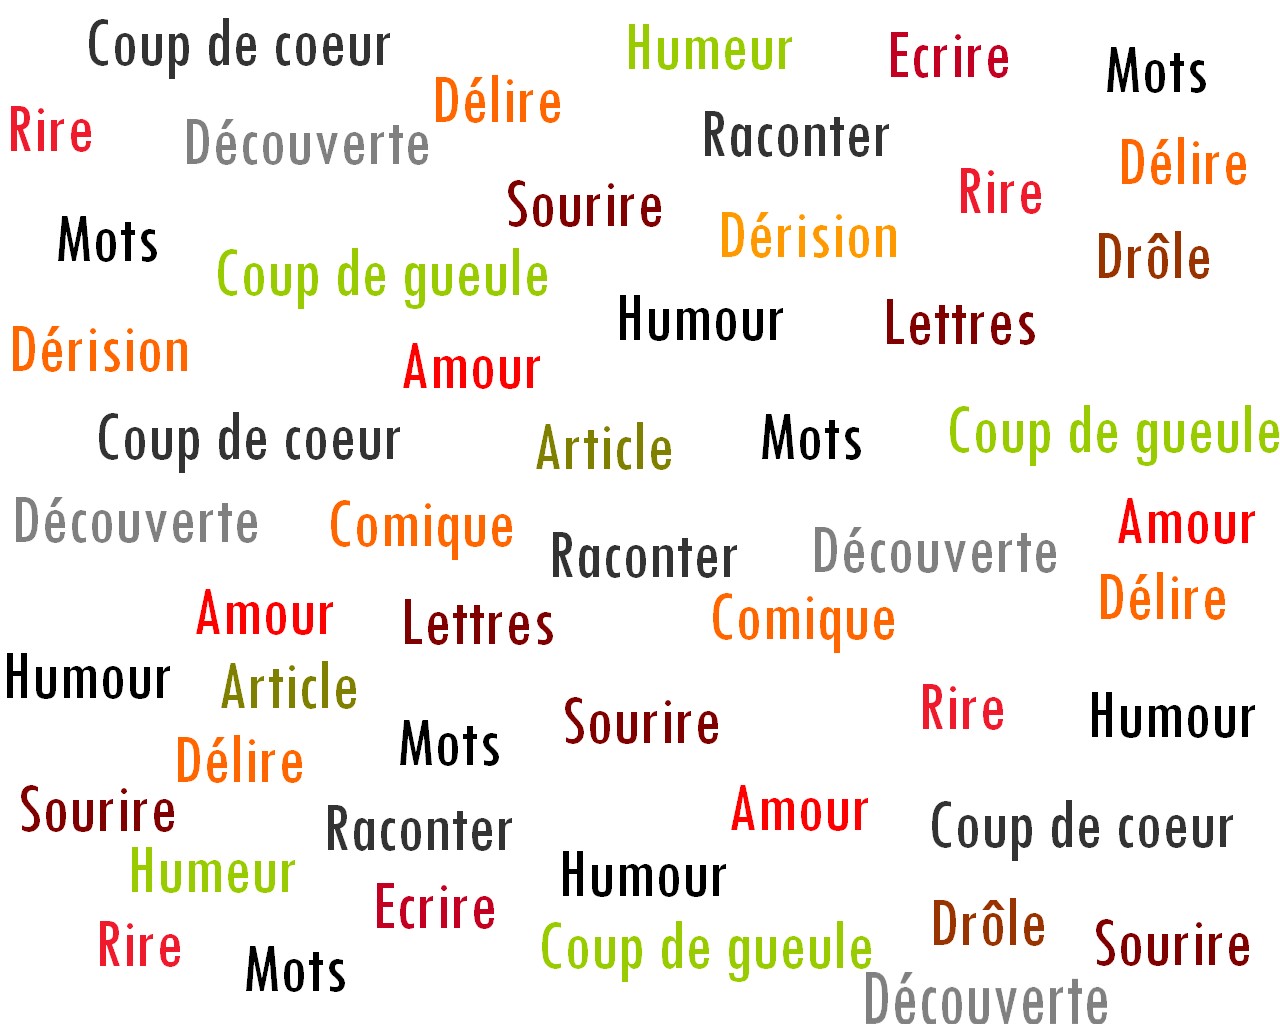 Coup de coeur
Humeur
Ecrire
Mots
Délire
Rire
Découverte
Raconter
Délire
Rire
Sourire
Dérision
Mots
Drôle
Coup de gueule
Humour
Lettres
Dérision
Amour
Coup de coeur
Article
Mots
Coup de gueule
Découverte
Comique
Raconter
Découverte
Amour
Amour
Lettres
Comique
Délire
Humour
Article
Sourire
Rire
Humour
Mots
Délire
Sourire
Raconter
Amour
Coup de coeur
Humeur
Humour
Ecrire
Drôle
Rire
Mots
Coup de gueule
Sourire
Découverte